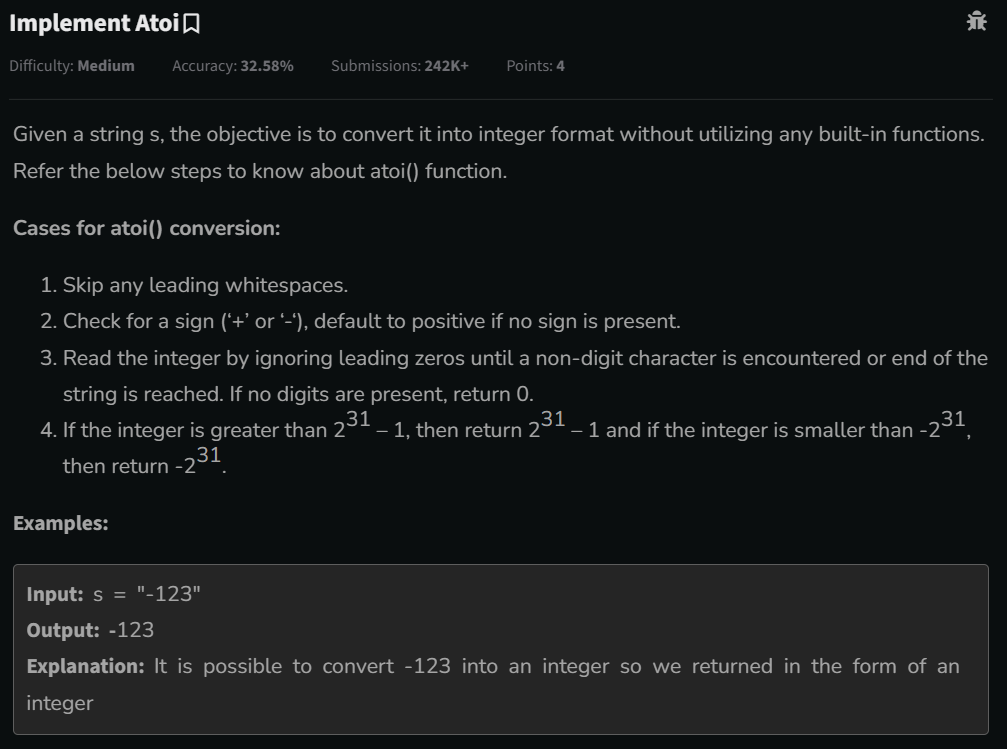 Implement Atoi
Difficulty: Medium Accuracy: 32.58% Submissions: 242K+ Points: 4
Given a string s, the objective is to convert it into integer format without utilizing any built-in functions.
Refer the below steps to know about atoi() function.
Cases for atoi() conversion:
1. Skip any leading whitespaces.
2. Check for a sign (‘+’ or ‘-‘), default to positive if no sign is present.
3. Read the integer by ignoring leading zeros until a non-digit character is encountered or end of the
string is reached. If no digits are present, return 0.
4. If the integer is greater than 2^31 – 1, then return 2^31 – 1 and if the integer is smaller than -2^31,
then return -2^31.
Examples:
Input: s = "-123"
Output: -123
Explanation: It is possible to convert -123 into an integer so we returned in the form of an
integer